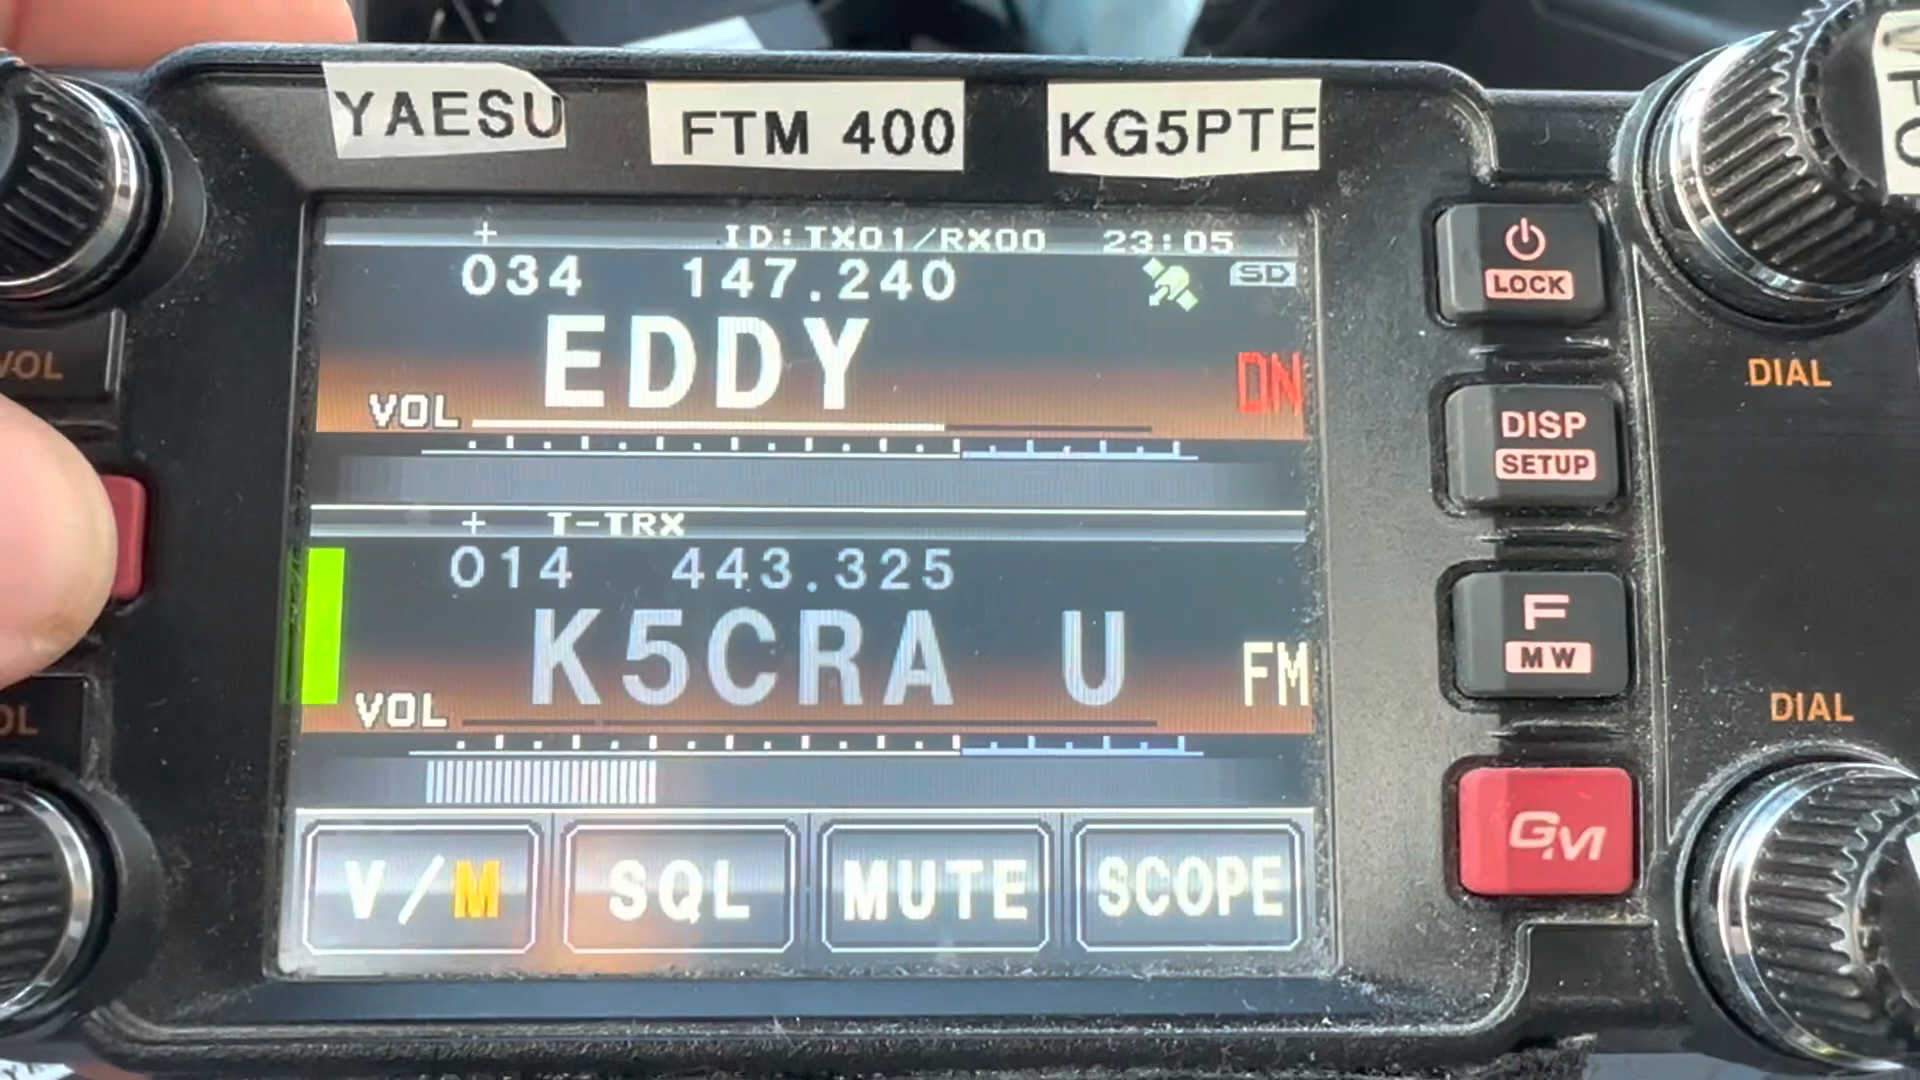 YAESU FTM 400 KG5PTE
+ ID:TX01/RX00 23:05
034 147.240 SD
EDDY
VOL DN
+ T-TRX
014 443.325
K5CRA U
VOL FM
V/M SQL MUTE SCOPE
VOL
LOCK
DISP
SETUP
F
MW
GM
DIAL
DIAL